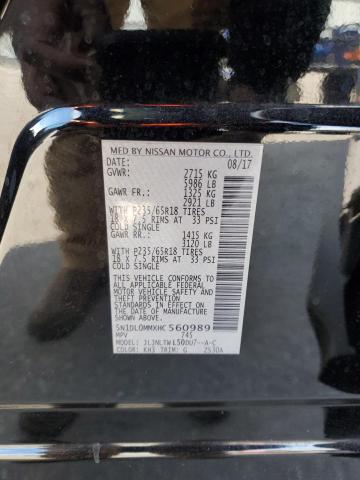 MFD BY NISSAN MOTOR CO., LTD.
DATE: 08/17
GVWR: 2715 KG
5986 LB
GAWR FR: 1325 KG
2921 LB
WITH P235/65R18 TIRES
18 X 7.5 RIMS AT 33 PSI
COLD SINGLE
GAWR RR: 1415 KG
3120 LB
WITH P235/65R18 TIRES
18 X 7.5 RIMS AT 33 PSI
COLD SINGLE
THIS VEHICLE CONFORMS TO ALL
APPLICABLE FEDERAL MOTOR
VEHICLE SAFETY AND THEFT PREVENTION
STANDARDS IN EFFECT ON THE
DATE OF MANUFACTURE SHOWN ABOVE.
5N1DL0MMXHC560989
MPV 745
MODEL: JLJNLTWL50DU7--A-C
COLOR: KH3 TRIM: G 2530A